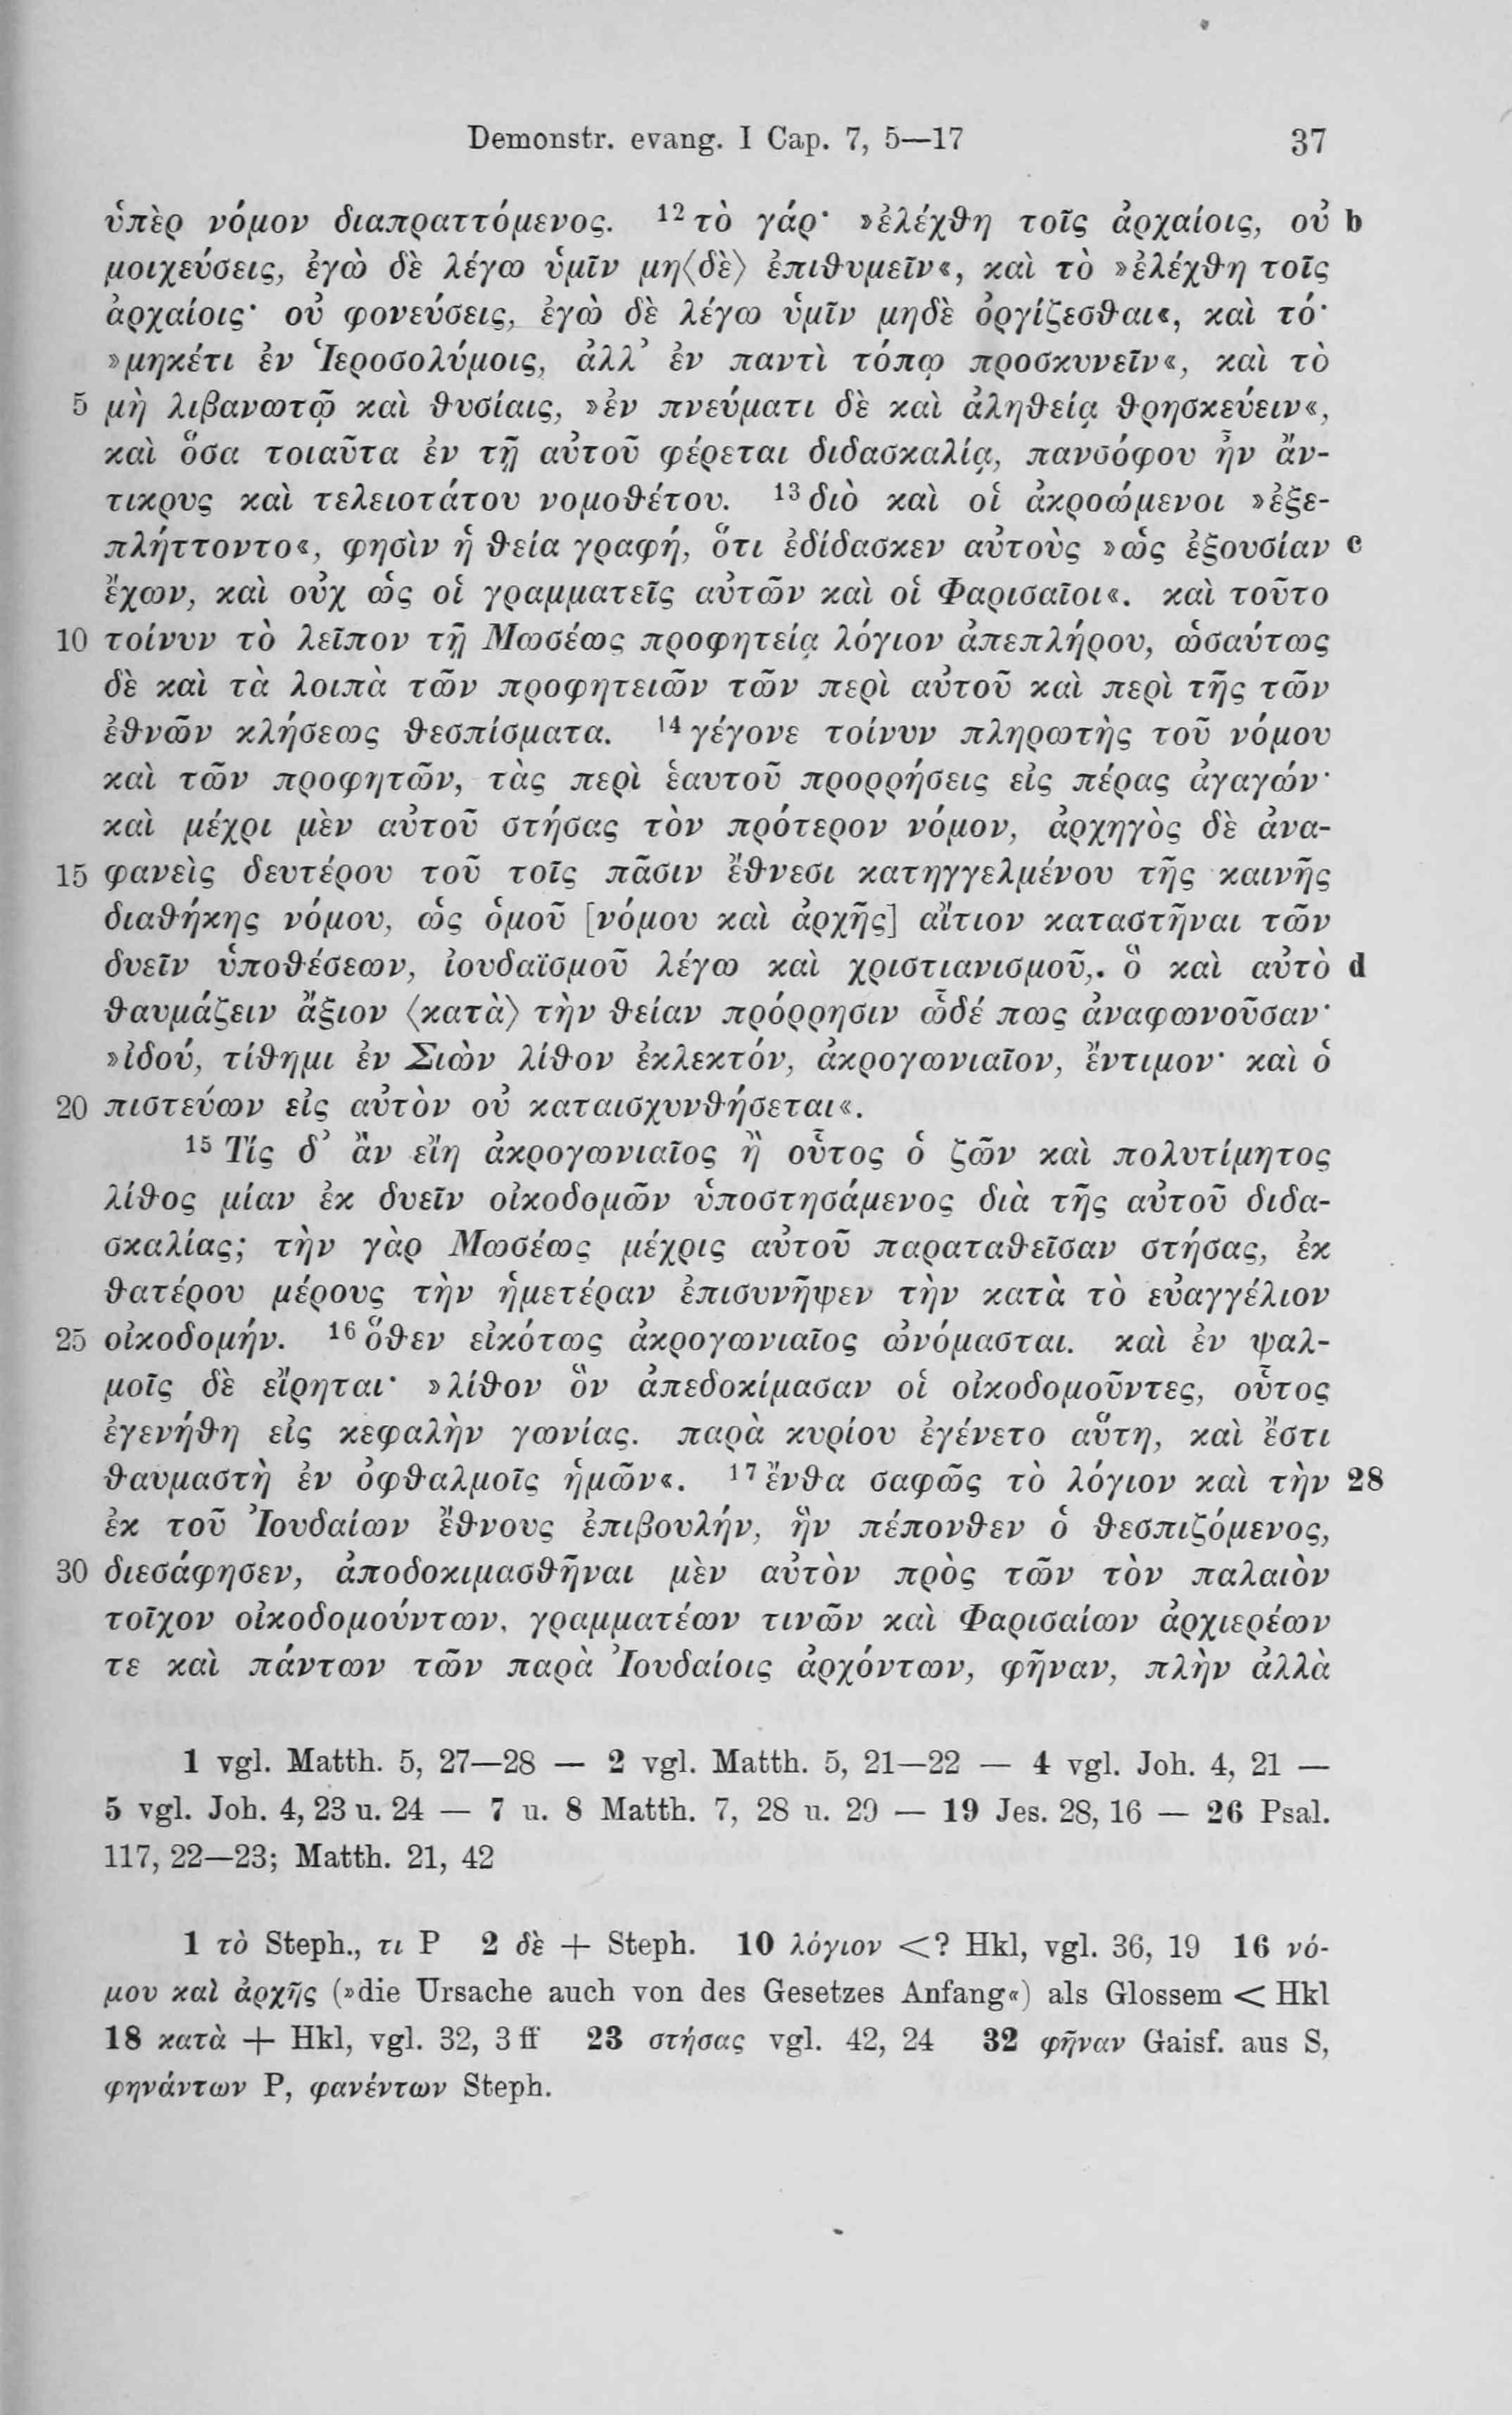 Demonstr. evang. I Cap. 7, 5—17 37
ὑπὲρ νόμον διαπραττόμενος. ¹² τὸ γάρ· »ἐλέχθη τοῖς ἀρχαίοις, οὐ b
μοιχεύσεις, ἐγὼ δὲ λέγω ὑμῖν μη⟨δὲ⟩ ἐπιθυμεῖν«, καὶ τὸ »ἐλέχθη τοῖς
ἀρχαίοις· οὐ φονεύσεις, ἐγὼ δὲ λέγω ὑμῖν μηδὲ ὀργίζεσθαι«, καὶ τό·
»μηκέτι ἐν Ἱεροσολύμοις, ἀλλ’ ἐν παντὶ τόπῳ προσκυνεῖν«, καὶ τὸ
5 μὴ λιβανωτῷ καὶ θυσίαις, »ἐν πνεύματι δὲ καὶ ἀληθείᾳ θρησκεύειν«,
καὶ ὅσα τοιαῦτα ἐν τῇ αὐτοῦ φέρεται διδασκαλίᾳ, πανσόφου ἦν ἄν-
τικρυς καὶ τελειοτάτου νομοθέτου. ¹³ διὸ καὶ οἱ ἀκροώμενοι »ἐξε-
πλήττοντο«, φησὶν ἡ θεία γραφή, ὅτι ἐδίδασκεν αὐτοὺς »ὡς ἐξουσίαν c
ἔχων, καὶ οὐχ ὡς οἱ γραμματεῖς αὐτῶν καὶ οἱ Φαρισαῖοι«. καὶ τοῦτο
10 τοίνυν τὸ λεῖπον τῇ Μωσέως προφητείᾳ λόγιον ἀπεπλήρου, ὡσαύτως
δὲ καὶ τὰ λοιπὰ τῶν προφητειῶν τῶν περὶ αὐτοῦ καὶ περὶ τῆς τῶν
ἐθνῶν κλήσεως θεσπίσματα. ¹⁴ γέγονε τοίνυν πληρωτὴς τοῦ νόμου
καὶ τῶν προφητῶν, τὰς περὶ ἑαυτοῦ προρρήσεις εἰς πέρας ἀγαγών·
καὶ μέχρι μὲν αὐτοῦ στήσας τὸν πρότερον νόμον, ἀρχηγὸς δὲ ἀνα-
15 φανεὶς δευτέρου τοῦ τοῖς πᾶσιν ἔθνεσι κατηγγελμένου τῆς καινῆς
διαθήκης νόμου, ὡς ὁμοῦ [νόμου καὶ ἀρχῆς] αἴτιον καταστῆναι τῶν
δυεῖν ὑποθέσεων, ἰουδαϊσμοῦ λέγω καὶ χριστιανισμοῦ,. ὃ καὶ αὐτὸ d
θαυμάζειν ἄξιον ⟨κατὰ⟩ τὴν θείαν πρόρρησιν ὧδέ πως ἀναφωνοῦσαν·
»ἰδού, τίθημι ἐν Σιὼν λίθον ἐκλεκτόν, ἀκρογωνιαῖον, ἔντιμον· καὶ ὁ
20 πιστεύων εἰς αὐτὸν οὐ καταισχυνθήσεται«.
¹⁵ Τίς δ’ ἂν εἴη ἀκρογωνιαῖος ἢ οὗτος ὁ ζῶν καὶ πολυτίμητος
λίθος μίαν ἐκ δυεῖν οἰκοδομῶν ὑποστησάμενος διὰ τῆς αὐτοῦ διδα-
σκαλίας; τὴν γὰρ Μωσέως μέχρις αὐτοῦ παραταθεῖσαν στήσας, ἐκ
θατέρου μέρους τὴν ἡμετέραν ἐπισυνῆψεν τὴν κατὰ τὸ εὐαγγέλιον
25 οἰκοδομήν. ¹⁶ ὅθεν εἰκότως ἀκρογωνιαῖος ὠνόμασται. καὶ ἐν ψαλ-
μοῖς δὲ εἴρηται· »λίθον ὃν ἀπεδοκίμασαν οἱ οἰκοδομοῦντες, οὗτος
ἐγενήθη εἰς κεφαλὴν γωνίας. παρὰ κυρίου ἐγένετο αὕτη, καὶ ἔστι
θαυμαστὴ ἐν ὀφθαλμοῖς ἡμῶν«. ¹⁷ ἔνθα σαφῶς τὸ λόγιον καὶ τὴν 28
ἐκ τοῦ Ἰουδαίων ἔθνους ἐπιβουλήν, ἣν πέπονθεν ὁ θεσπιζόμενος,
30 διεσάφησεν, ἀποδοκιμασθῆναι μὲν αὐτὸν πρὸς τῶν τὸν παλαιὸν
τοῖχον οἰκοδομούντων, γραμματέων τινῶν καὶ Φαρισαίων ἀρχιερέων
τε καὶ πάντων τῶν παρὰ Ἰουδαίοις ἀρχόντων, φῆναν, πλὴν ἀλλὰ
1 vgl. Matth. 5, 27—28 — 2 vgl. Matth. 5, 21—22 — 4 vgl. Joh. 4, 21 —
5 vgl. Joh. 4, 23 u. 24 — 7 u. 8 Matth. 7, 28 u. 29 — 19 Jes. 28, 16 — 26 Psal.
117, 22—23; Matth. 21, 42
1 τὸ Steph., τι P 2 δὲ + Steph. 10 λόγιον <? Hkl, vgl. 36, 19 16 νό-
μου καὶ ἀρχῆς (»die Ursache auch von des Gesetzes Anfang«) als Glossem < Hkl
18 κατὰ + Hkl, vgl. 32, 3 ff 23 στήσας vgl. 42, 24 32 φῆναν Gaisf. aus S,
φηνάντων P, φανέντων Steph.